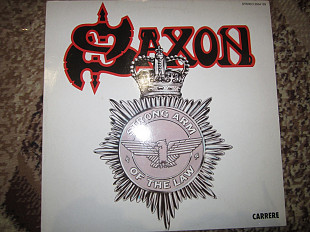 SAXON
STRONG ARM
OF THE LAW
CARRERE